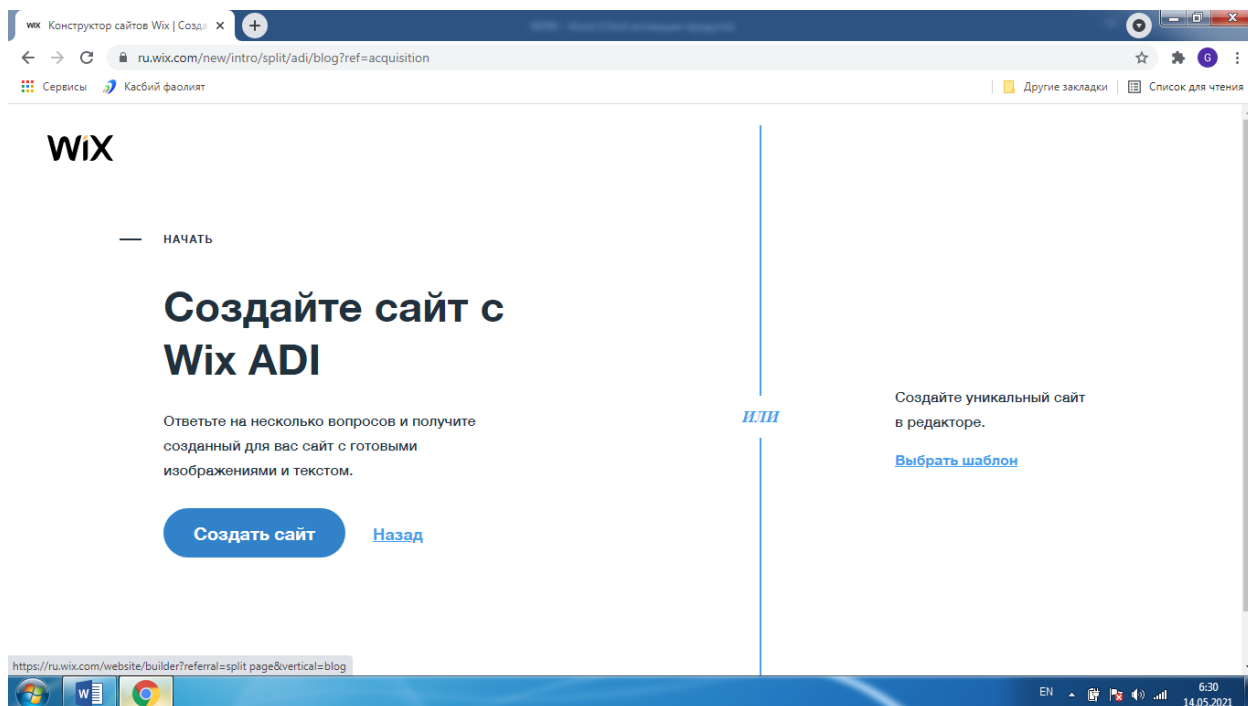 Конструктор сайтов Wix | Созда
ru.wix.com/new/intro/split/adi/blog?ref=acquisition
G
Сервисы Касбий фаолият Другие закладки Список для чтения
WiX
НАЧАТЬ
Создайте сайт с
Wix ADI
Ответьте на несколько вопросов и получите
созданный для вас сайт с готовыми
изображениями и текстом.
Создать сайт Назад
ИЛИ
Создайте уникальный сайт
в редакторе.
Выбрать шаблон
https://ru.wix.com/website/builder?referral=split page&vertical=blog
EN 6:30
14.05.2021